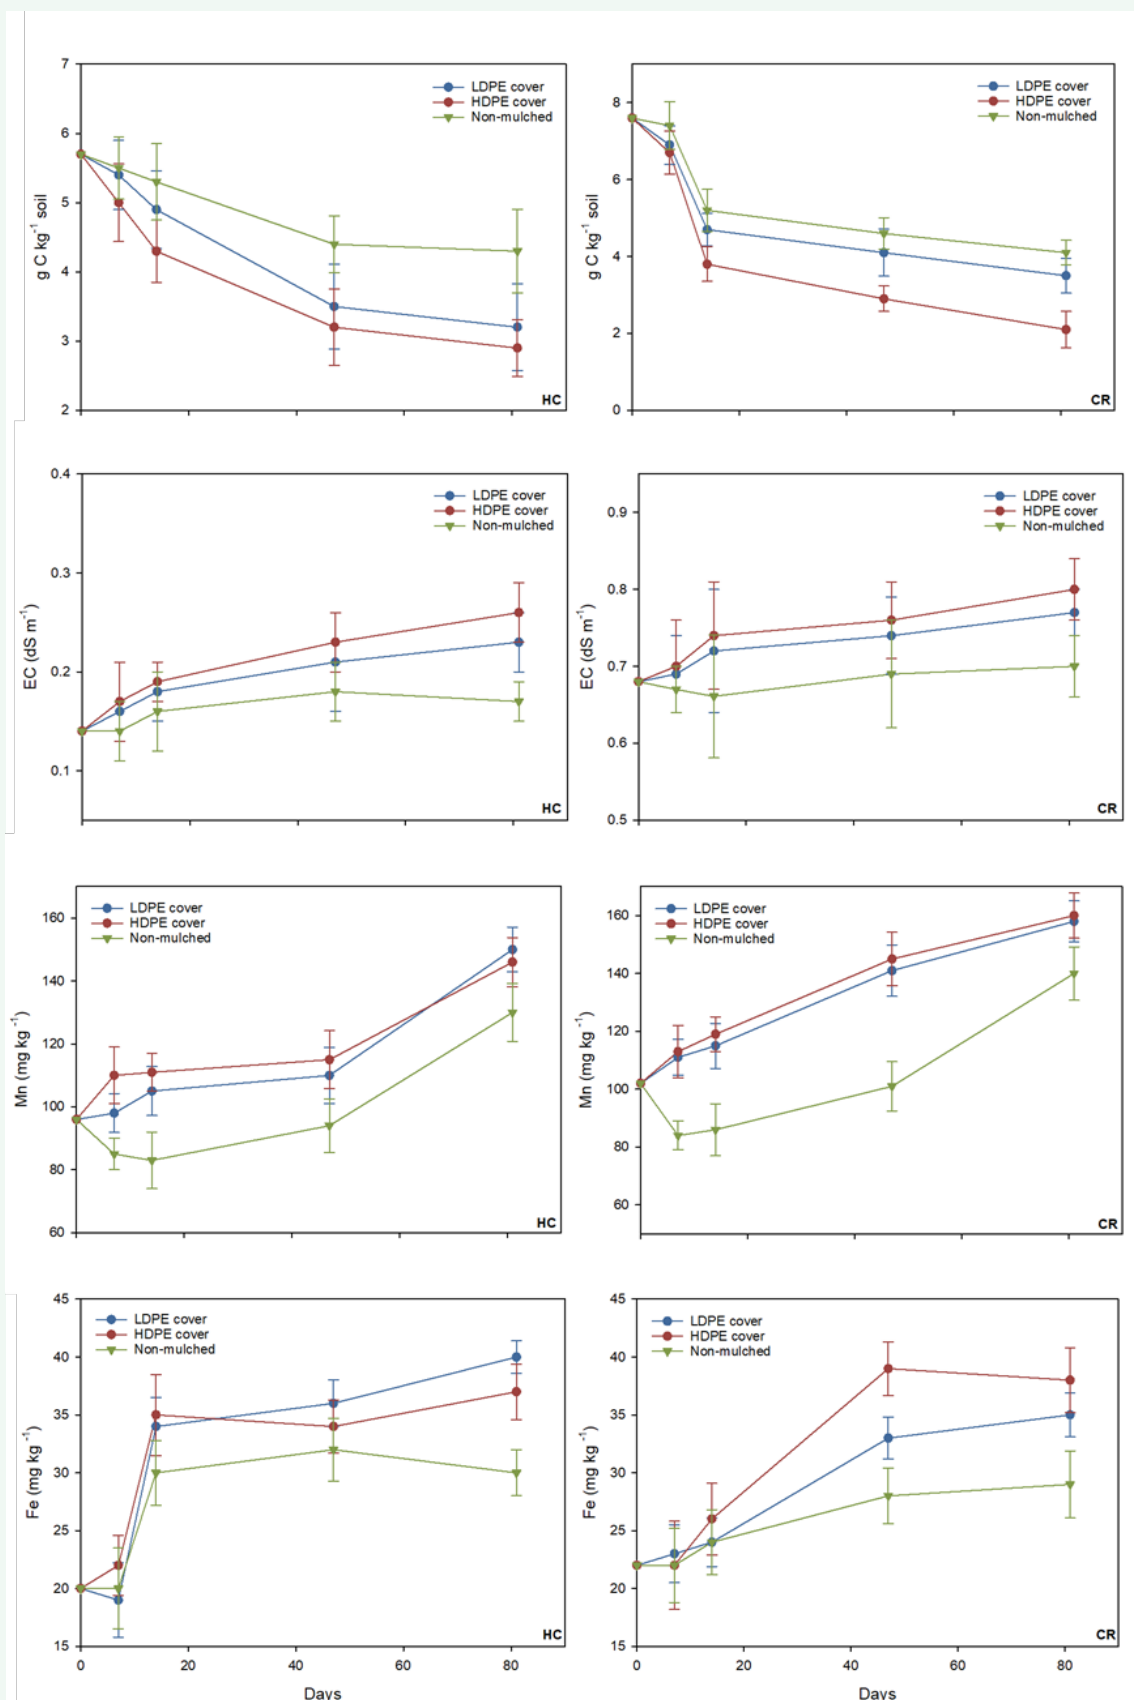 7
6
5
4
3
2
g C kg⁻¹ soil
LDPE cover
HDPE cover
Non-mulched
HC
8
6
4
2
0
g C kg⁻¹ soil
LDPE cover
HDPE cover
Non-mulched
CR
0.4
0.3
0.2
0.1
EC (dS m⁻¹)
LDPE cover
HDPE cover
Non-mulched
HC
0.9
0.8
0.7
0.6
0.5
EC (dS m⁻¹)
LDPE cover
HDPE cover
Non-mulched
CR
160
140
120
100
80
60
Mn (mg kg⁻¹)
LDPE cover
HDPE cover
Non-mulched
HC
160
140
120
100
80
60
Mn (mg kg⁻¹)
LDPE cover
HDPE cover
Non-mulched
CR
45
40
35
30
25
20
15
Fe (mg kg⁻¹)
LDPE cover
HDPE cover
Non-mulched
HC
0 20 40 60 80
Days
45
40
35
30
25
20
15
Fe (mg kg⁻¹)
LDPE cover
HDPE cover
Non-mulched
CR
0 20 40 60 80
Days